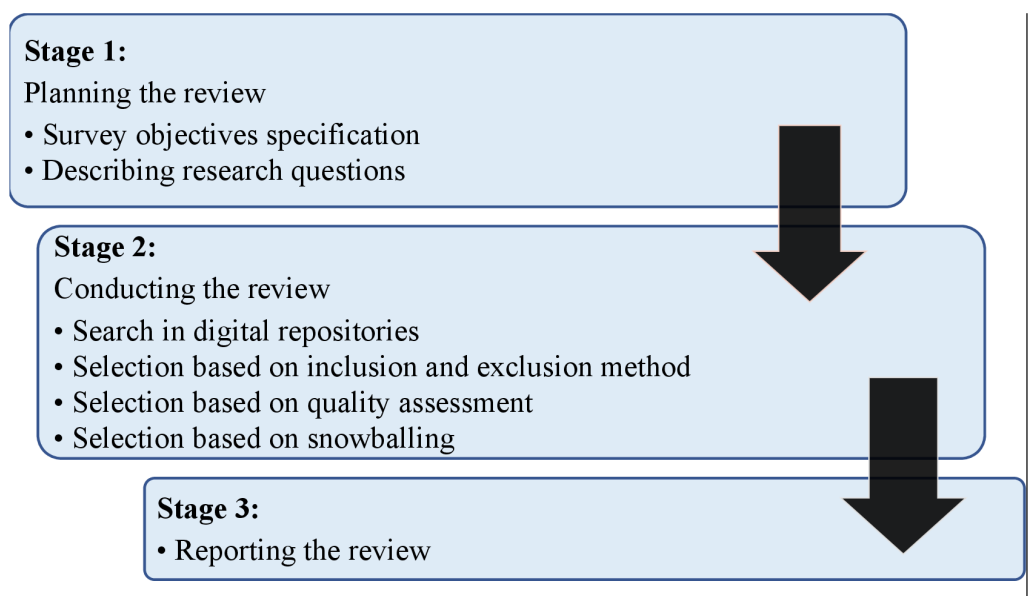 Stage 1:
Planning the review
• Survey objectives specification
• Describing research questions
Stage 2:
Conducting the review
• Search in digital repositories
• Selection based on inclusion and exclusion method
• Selection based on quality assessment
• Selection based on snowballing
Stage 3:
• Reporting the review